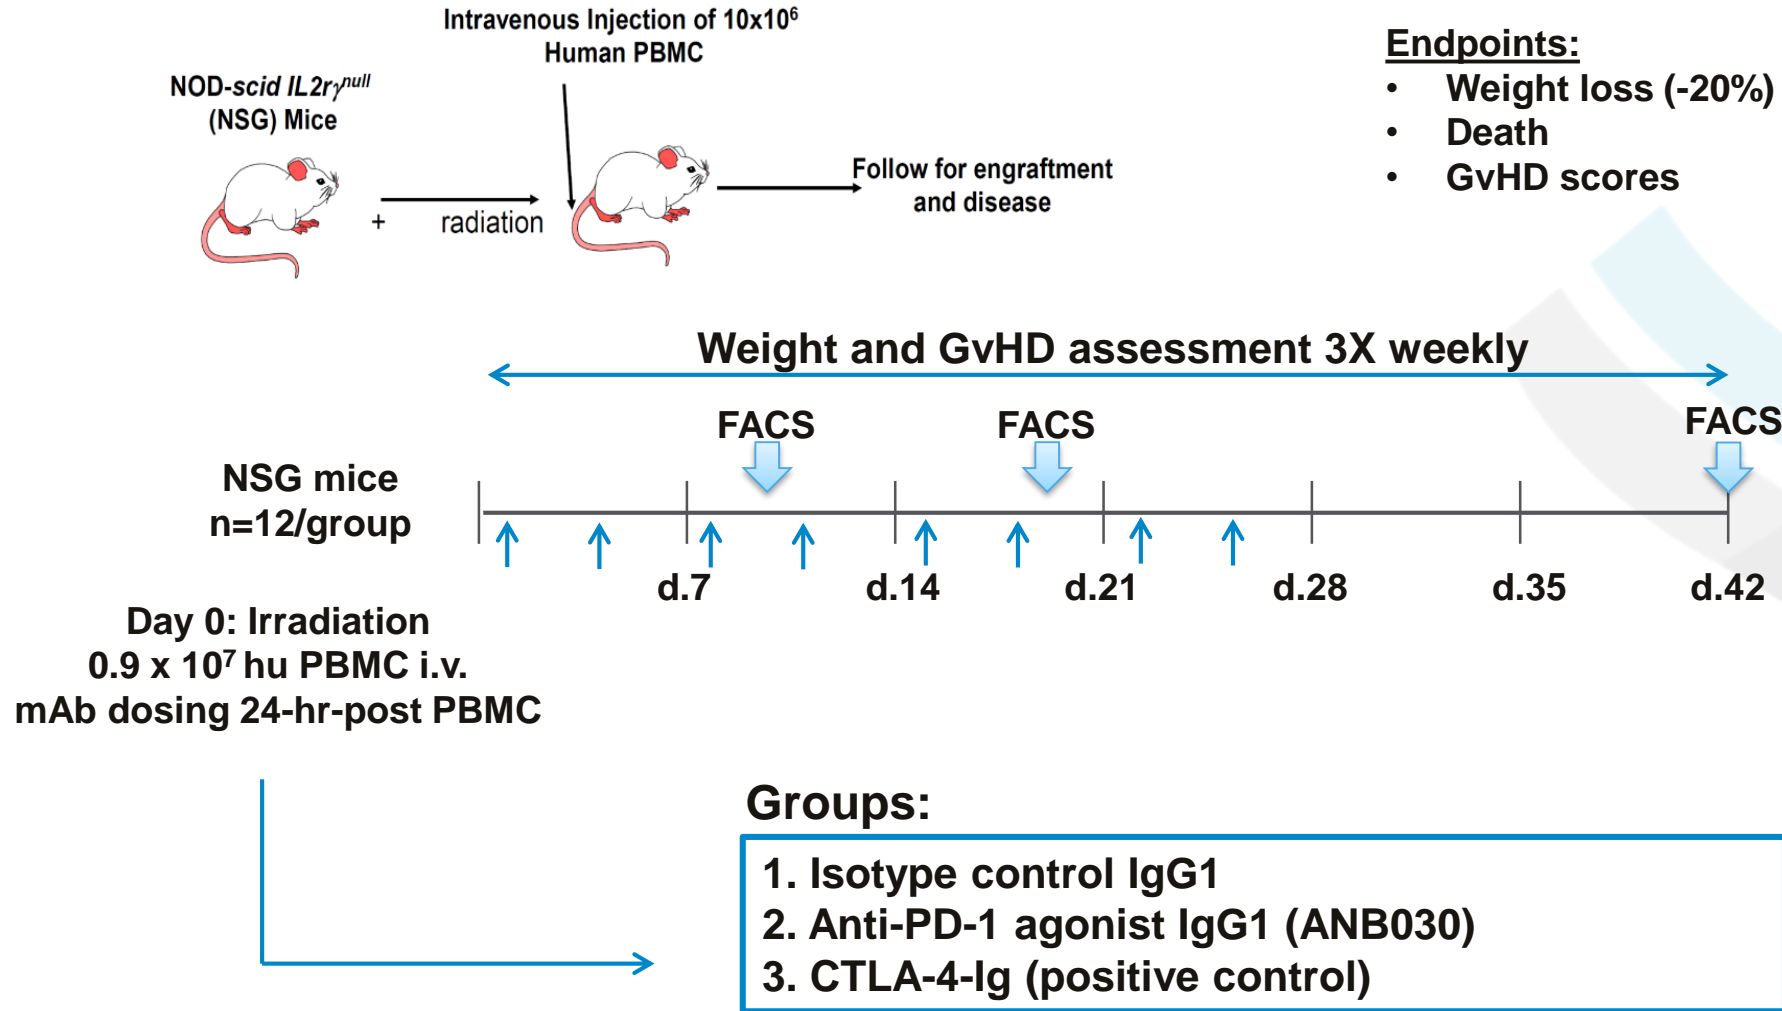 Intravenous Injection of 10x10⁶
Human PBMC
NOD-scid IL2rγⁿᵘˡˡ
(NSG) Mice
+
radiation
Follow for engraftment
and disease
Endpoints:
• Weight loss (-20%)
• Death
• GvHD scores
Weight and GvHD assessment 3X weekly
FACS
FACS
FACS
NSG mice
n=12/group
d.7
d.14
d.21
d.28
d.35
d.42
Day 0: Irradiation
0.9 x 10⁷ hu PBMC i.v.
mAb dosing 24-hr-post PBMC
Groups:
1. Isotype control IgG1
2. Anti-PD-1 agonist IgG1 (ANB030)
3. CTLA-4-Ig (positive control)